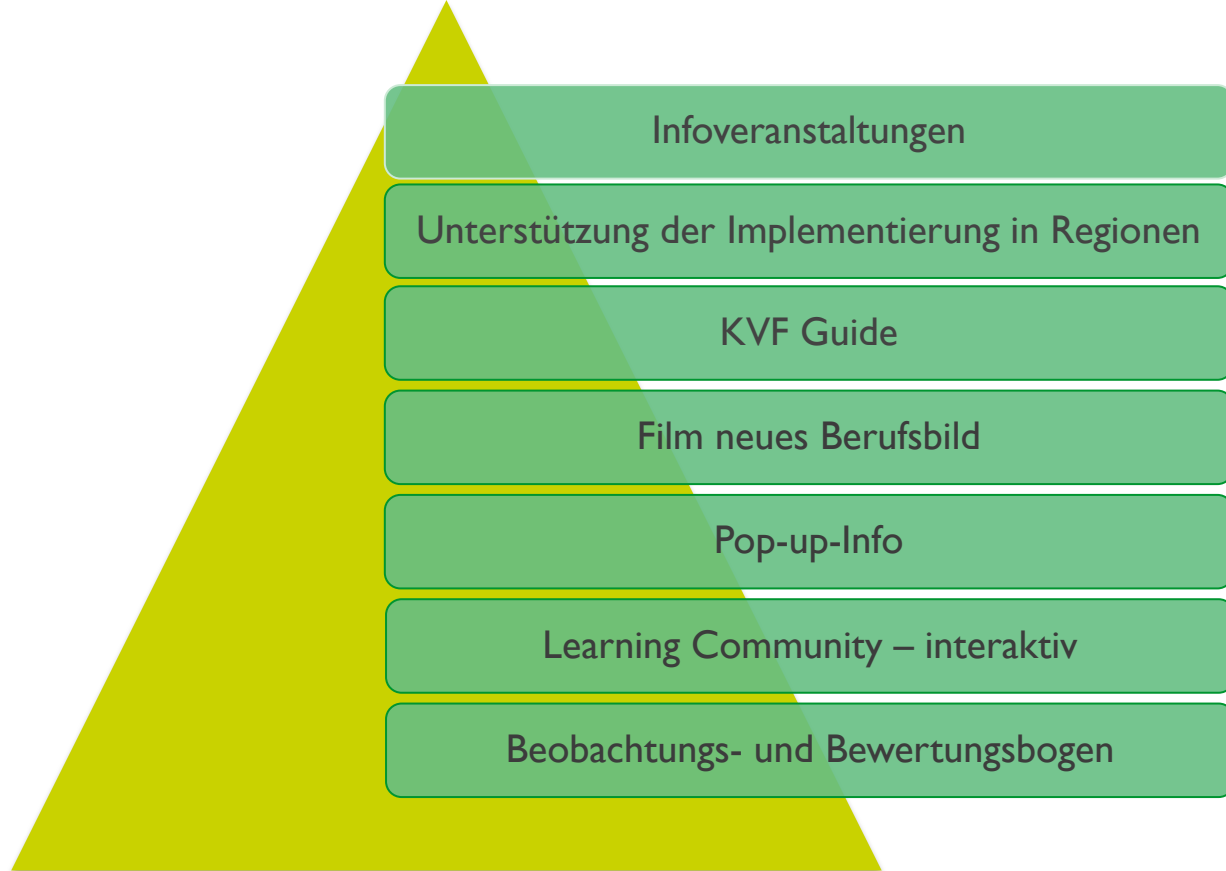 Infoveranstaltungen
Unterstützung der Implementierung in Regionen
KVF Guide
Film neues Berufsbild
Pop-up-Info
Learning Community – interaktiv
Beobachtungs- und Bewertungsbogen